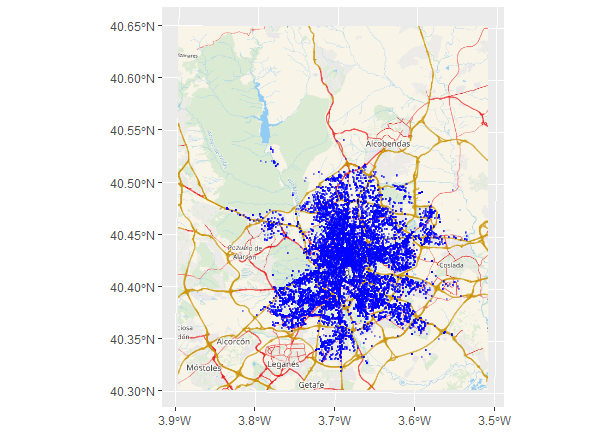 40.65°N
40.60°N
40.55°N
40.50°N
40.45°N
40.40°N
40.35°N
40.30°N
Alcobendas
Pozuelo de
Alarcón
Coslada
Alcorcón
Móstoles
Leganés
Getafe
3.9°W
3.8°W
3.7°W
3.6°W
3.5°W